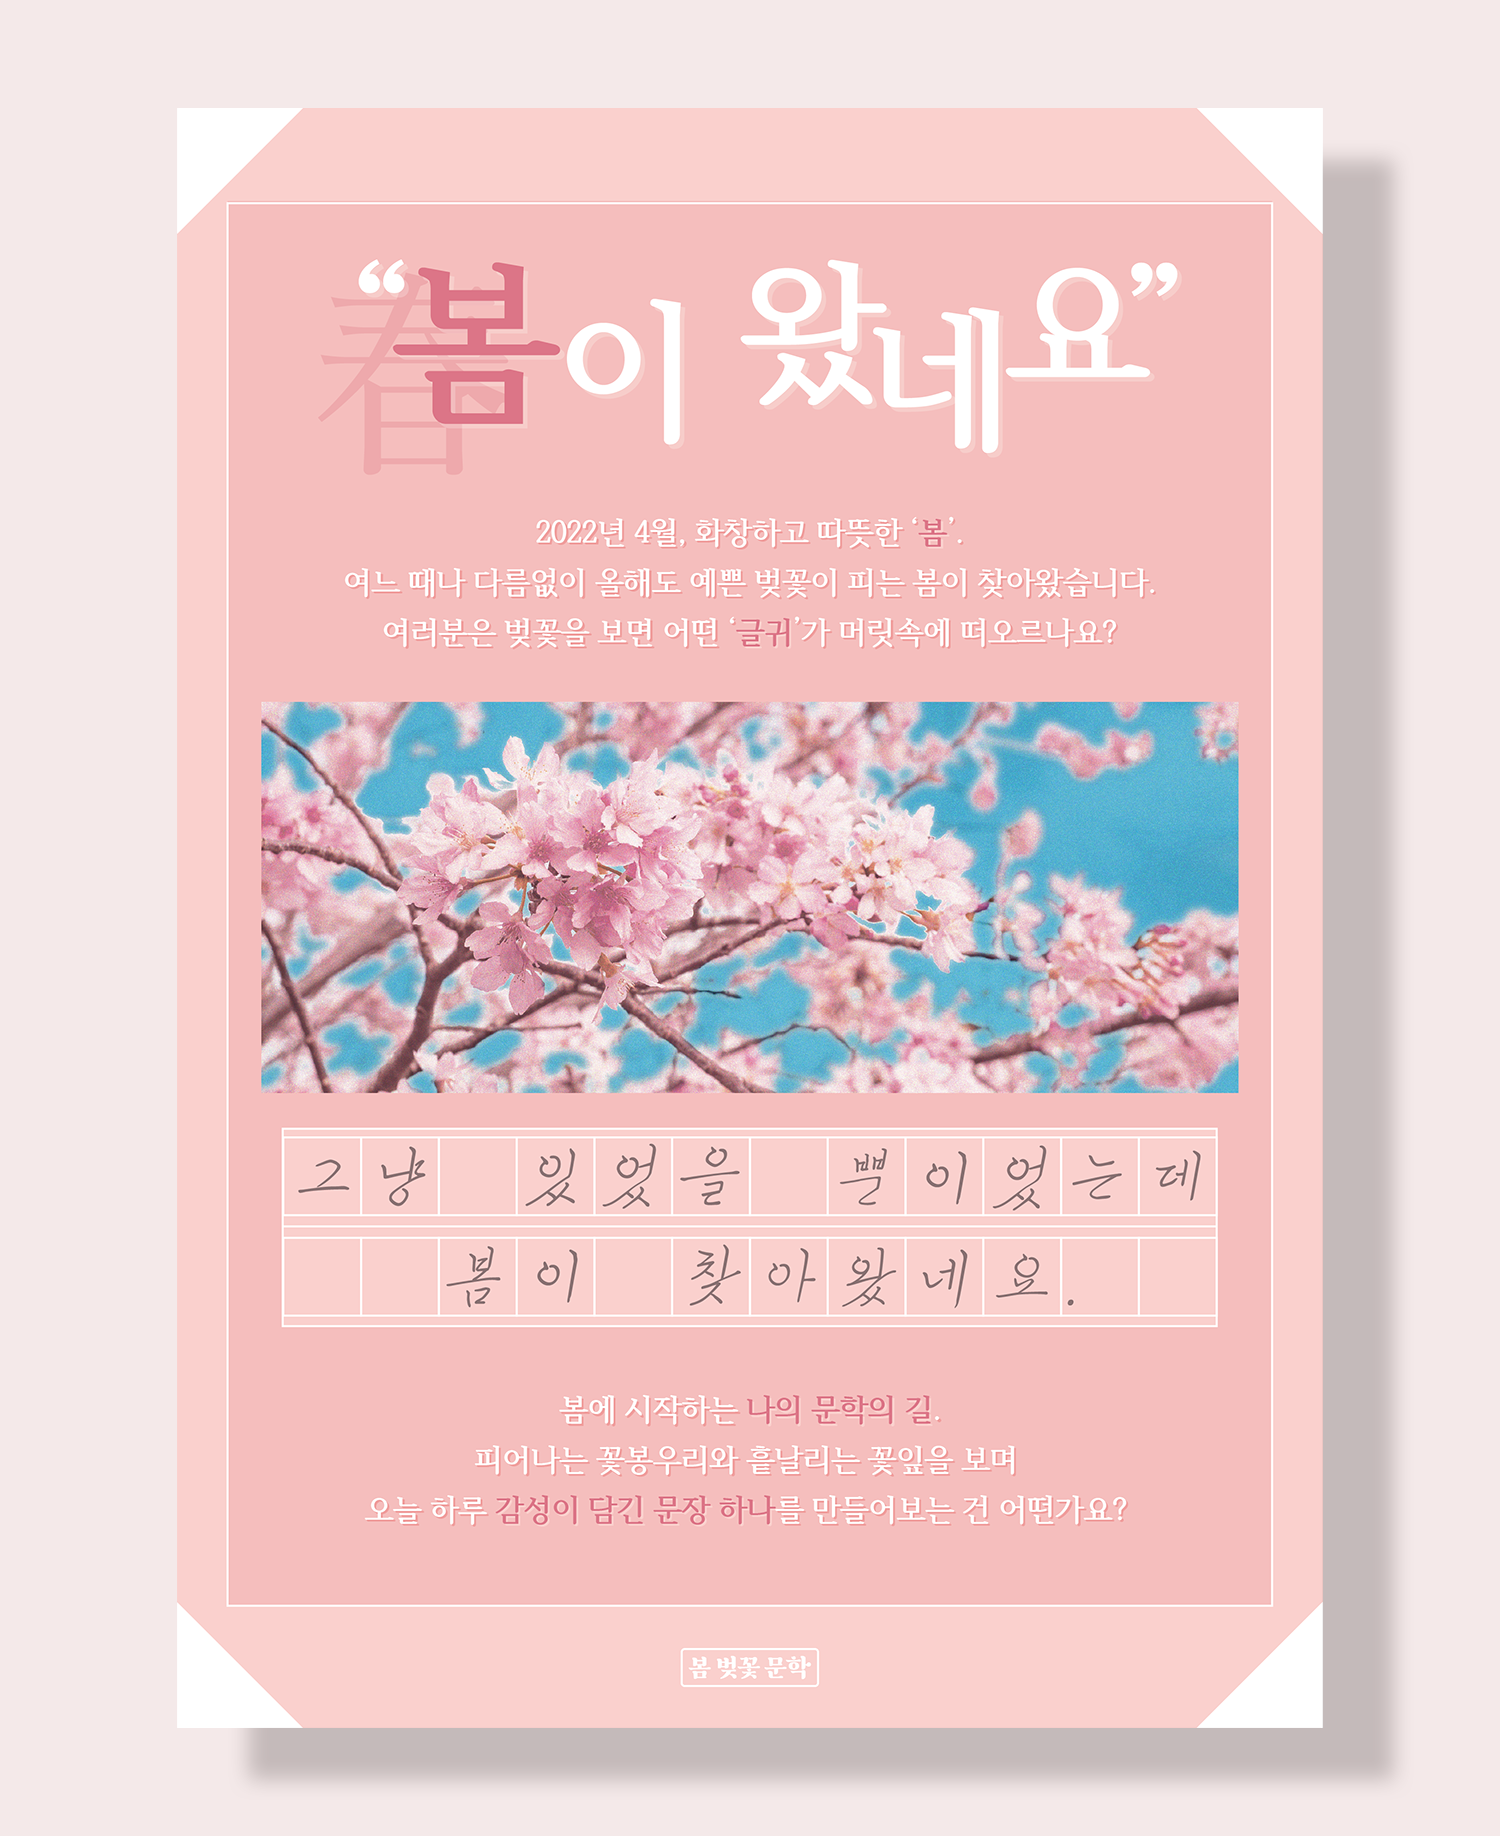 春
“봄이 왔네요”
2022년 4월, 화창하고 따뜻한 ‘봄’.
여느 때나 다름없이 올해도 예쁜 벚꽃이 피는 봄이 찾아왔습니다.
여러분은 벚꽃을 보면 어떤 ‘글귀’가 머릿속에 떠오르나요?
그냥 있었을 뿐이었는데
봄이 찾아왔네요.
봄에 시작하는 나의 문학의 길.
피어나는 꽃봉우리와 흩날리는 꽃잎을 보며
오늘 하루 감성이 담긴 문장 하나를 만들어보는 건 어떤가요?
봄 벚꽃 문학